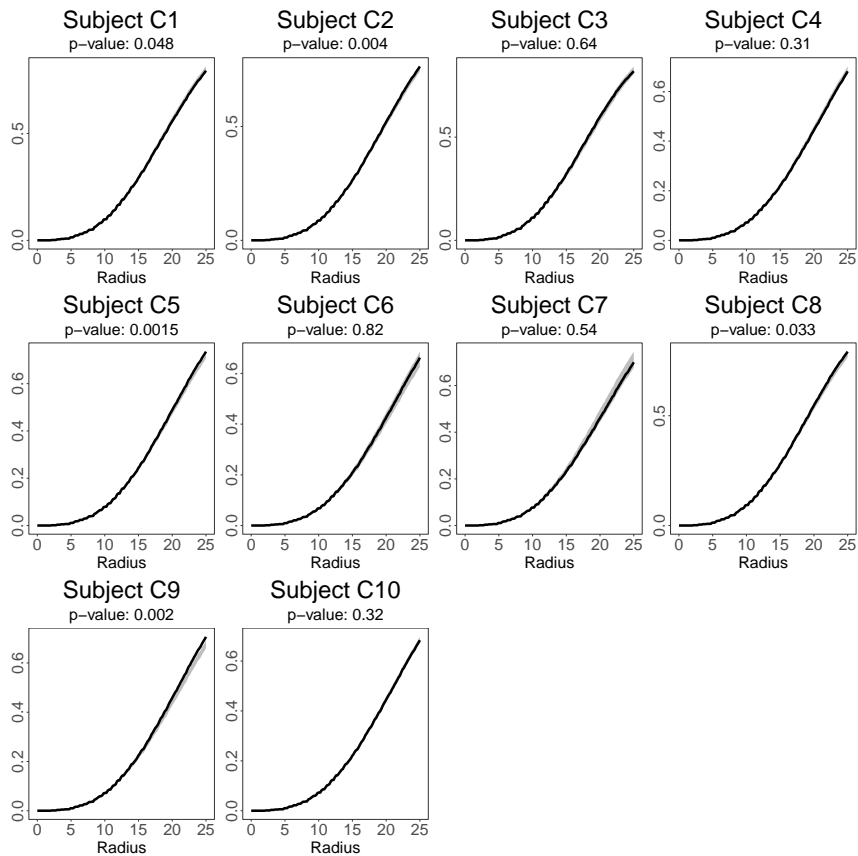 Subject C1
p−value: 0.048
0.5
0.0
0 5 10 15 20 25
Radius
Subject C2
p−value: 0.004
0.5
0.0
0 5 10 15 20 25
Radius
Subject C3
p−value: 0.64
0.5
0.0
0 5 10 15 20 25
Radius
Subject C4
p−value: 0.31
0.6
0.4
0.2
0.0
0 5 10 15 20 25
Radius
Subject C5
p−value: 0.0015
0.6
0.4
0.2
0.0
0 5 10 15 20 25
Radius
Subject C6
p−value: 0.82
0.6
0.4
0.2
0.0
0 5 10 15 20 25
Radius
Subject C7
p−value: 0.54
0.6
0.4
0.2
0.0
0 5 10 15 20 25
Radius
Subject C8
p−value: 0.033
0.5
0.0
0 5 10 15 20 25
Radius
Subject C9
p−value: 0.002
0.6
0.4
0.2
0.0
0 5 10 15 20 25
Radius
Subject C10
p−value: 0.32
0.6
0.4
0.2
0.0
0 5 10 15 20 25
Radius